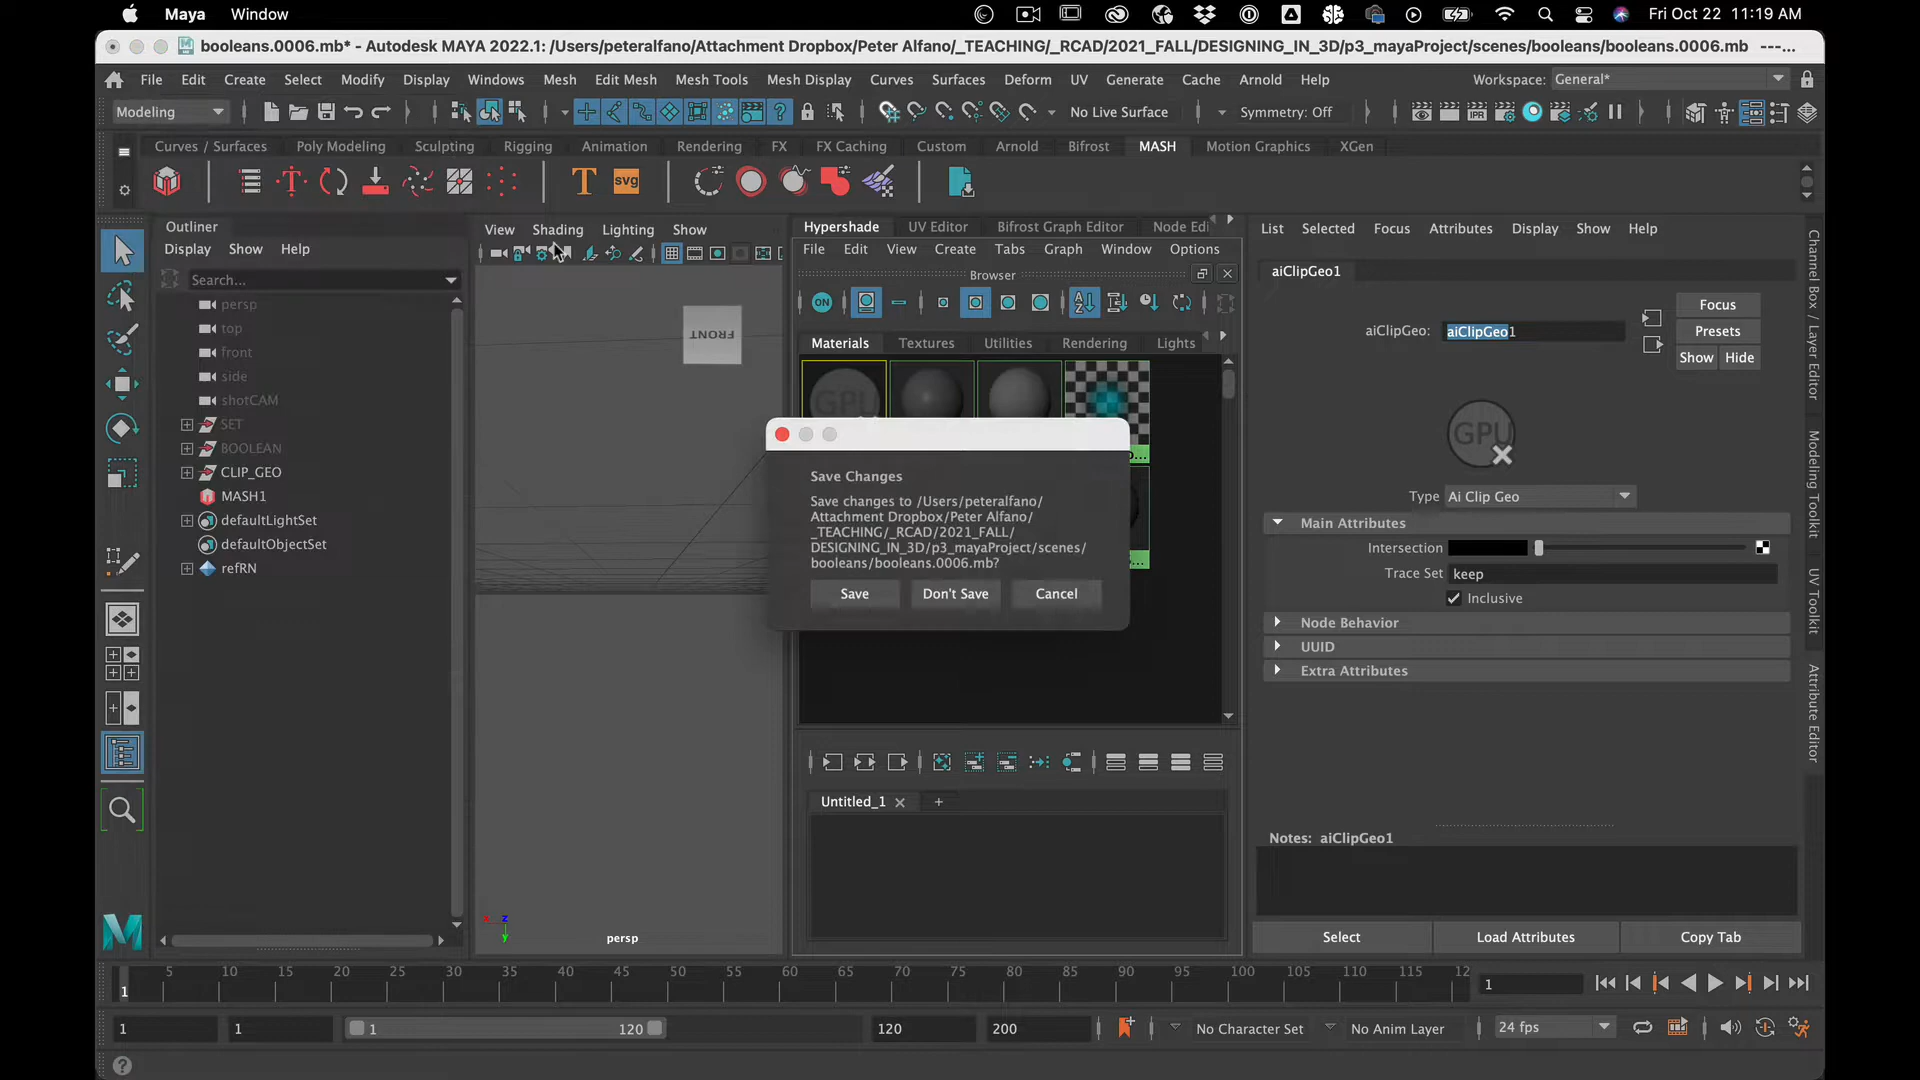 Maya Window Fri Oct 22 11:19 AM
booleans.0006.mb* - Autodesk MAYA 2022.1: /Users/peteralfano/Attachment Dropbox/Peter Alfano/_TEACHING/_RCAD/2021_FALL/DESIGNING_IN_3D/p3_mayaProject/scenes/booleans/booleans.0006.mb ---...
File Edit Create Select Modify Display Windows Mesh Edit Mesh Mesh Tools Mesh Display Curves Surfaces Deform UV Generate Cache Arnold Help Workspace: General*
Modeling No Live Surface Symmetry: Off IPR
Curves / Surfaces Poly Modeling Sculpting Rigging Animation Rendering FX FX Caching Custom Arnold Bifrost MASH Motion Graphics XGen
T T svg
Outliner
Display Show Help
Search...
persp
top
front
side
shotCAM
SET
BOOLEAN
CLIP_GEO
MASH1
defaultLightSet
defaultObjectSet
refRN
View Shading Lighting Show
FRONT
x z
y
persp
Hypershade UV Editor Bifrost Graph Editor Node Edi
File Edit View Create Tabs Graph Window Options
Browser
ON
Materials Textures Utilities Rendering Lights
GPU
o...
Save Changes
Save changes to /Users/peteralfano/
Attachment Dropbox/Peter Alfano/
_TEACHING/_RCAD/2021_FALL/
DESIGNING_IN_3D/p3_mayaProject/scenes/
booleans/booleans.0006.mb?
Save Don't Save Cancel
Untitled_1 +
List Selected Focus Attributes Display Show Help
aiClipGeo1
aiClipGeo: aiClipGeo1
Focus
Presets
Show Hide
GPU
Type Ai Clip Geo
Main Attributes
Intersection
Trace Set keep
Inclusive
Node Behavior
UUID
Extra Attributes
Notes: aiClipGeo1
Select Load Attributes Copy Tab
Channel Box / Layer Editor
Modeling Toolkit
UV Toolkit
Attribute Editor
5 10 15 20 25 30 35 40 45 50 55 60 65 70 75 80 85 90 95 100 105 110 115 12
1 1
1 1 1 120 120 200 No Character Set No Anim Layer 24 fps